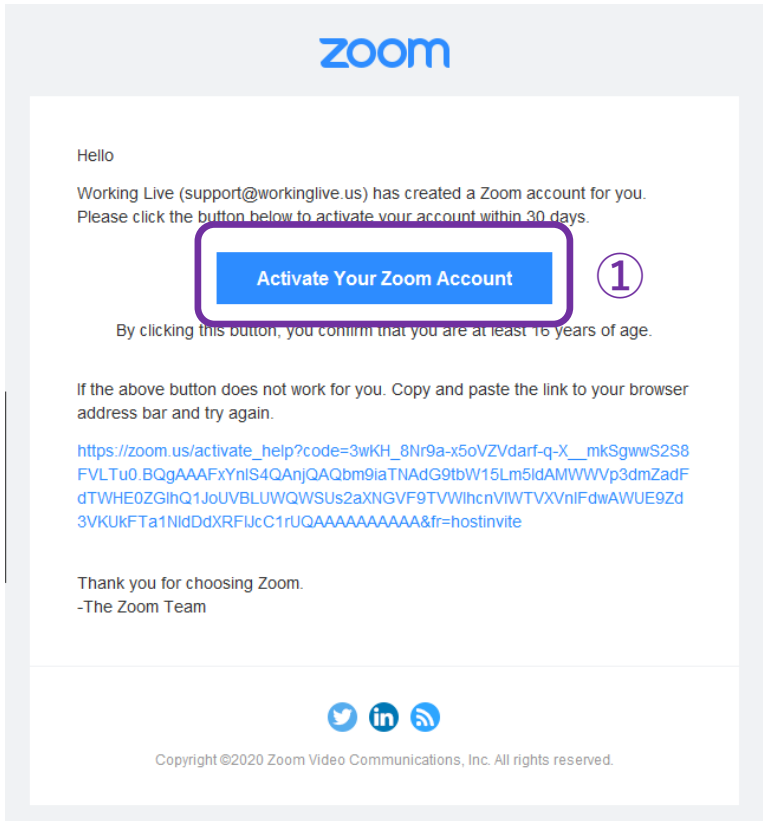 zoom
Hello
Working Live (support@workinglive.us) has created a Zoom account for you.
Please click the button below to activate your account within 30 days.
Activate Your Zoom Account
①
By clicking this button, you confirm that you are at least 16 years of age.
If the above button does not work for you. Copy and paste the link to your browser
address bar and try again.
https://zoom.us/activate_help?code=3wKH_8Nr9a-x5oVZVdarf-q-X__mkSgwwS2S8
FVLTu0.BQgAAAFxYnlS4QAnjQAQbm9iaTNAdG9tbW15Lm5ldAMWWVp3dmZadF
dTWHE0ZGlhQ1JoUVBLUWQWSUs2aXNGVF9TVWlhcnVlWTVXVnlFdwAWUE9Zd
3VKUkFTa1NldDdXRFlJcC1rUQAAAAAAAAAA&fr=hostinvite
Thank you for choosing Zoom.
-The Zoom Team
in
Copyright ©2020 Zoom Video Communications, Inc. All rights reserved.